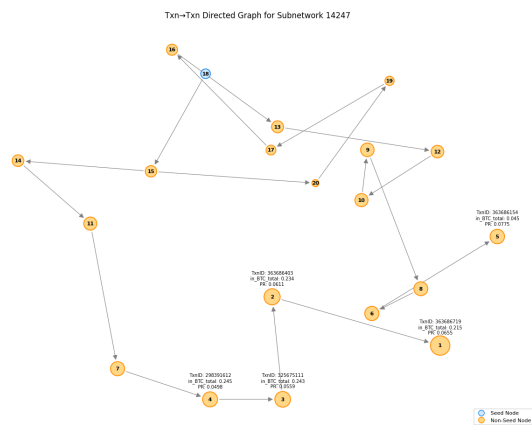 Txn→Txn Directed Graph for Subnetwork 14247
16
18
19
13
17
9
12
14
15
20
10
11
TxnID: 363686154
in_BTC_total: 0.045
PR: 0.0775
5
TxnID: 363686403
in_BTC_total: 0.234
PR: 0.0611
2
8
6
TxnID: 363686719
in_BTC_total: 0.215
PR: 0.0655
1
7
TxnID: 298391612
in_BTC_total: 0.245
PR: 0.0498
4
TxnID: 325675111
in_BTC_total: 0.243
PR: 0.0559
3
Seed Node
Non-Seed Node